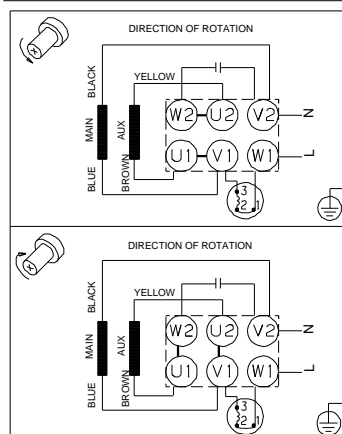 DIRECTION OF ROTATION
BLACK
YELLOW
MAIN
AUX
W2 U2 V2 N
U1 V1 W1 L
BLUE
BROWN
3
2 1
DIRECTION OF ROTATION
BLACK
YELLOW
MAIN
AUX
W2 U2 V2 N
U1 V1 W1 L
BLUE
BROWN
3
2 1